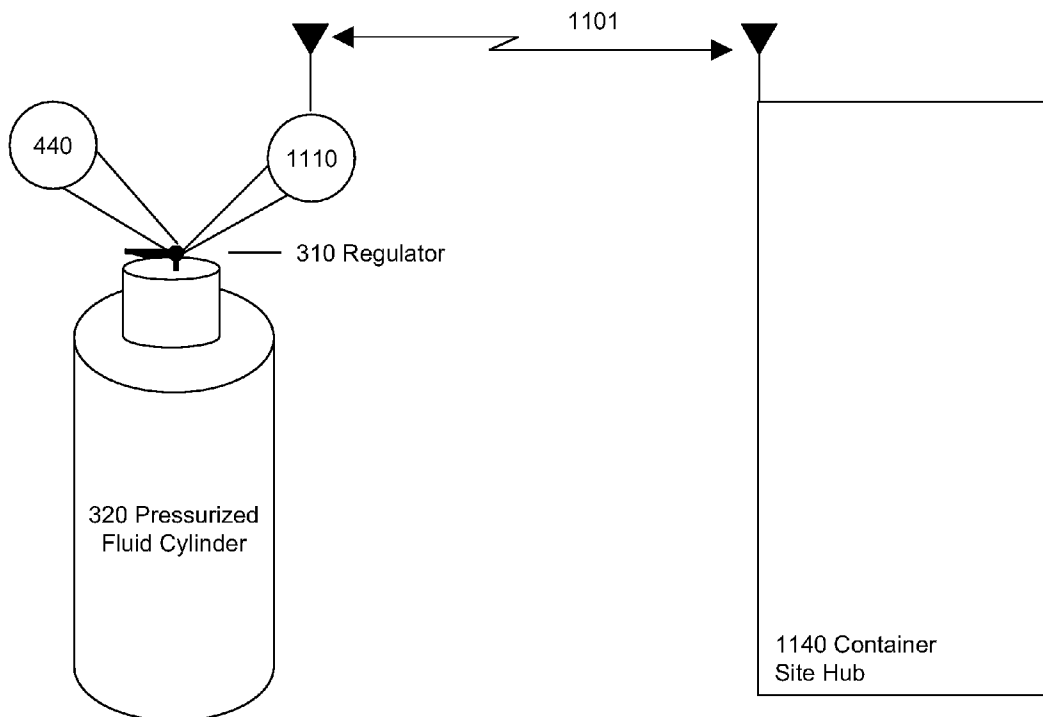 1101
440
1110
310 Regulator
320 Pressurized
Fluid Cylinder
1140 Container
Site Hub